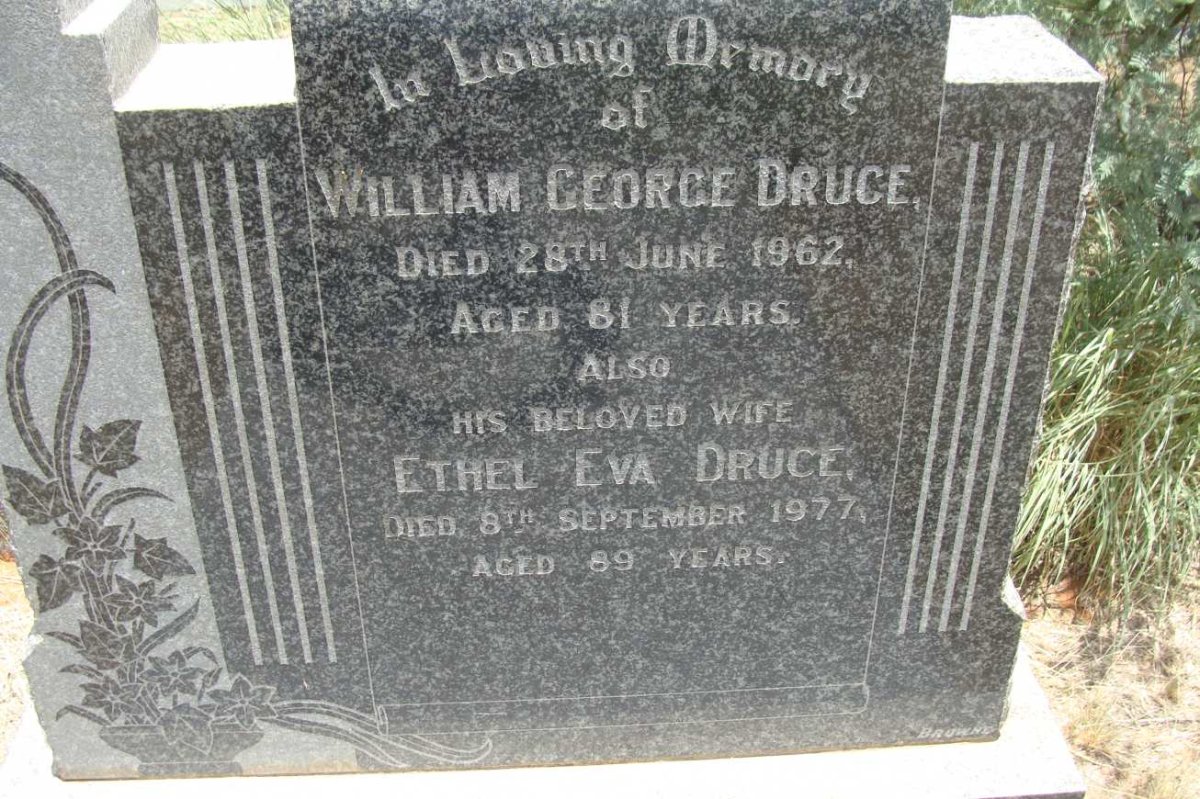 In Loving Memory
of
WILLIAM GEORGE DRUCE,
DIED 28TH JUNE 1962,
AGED 81 YEARS.
ALSO
HIS BELOVED WIFE
ETHEL EVA DRUCE,
DIED 8TH SEPTEMBER 1977,
AGED 89 YEARS.